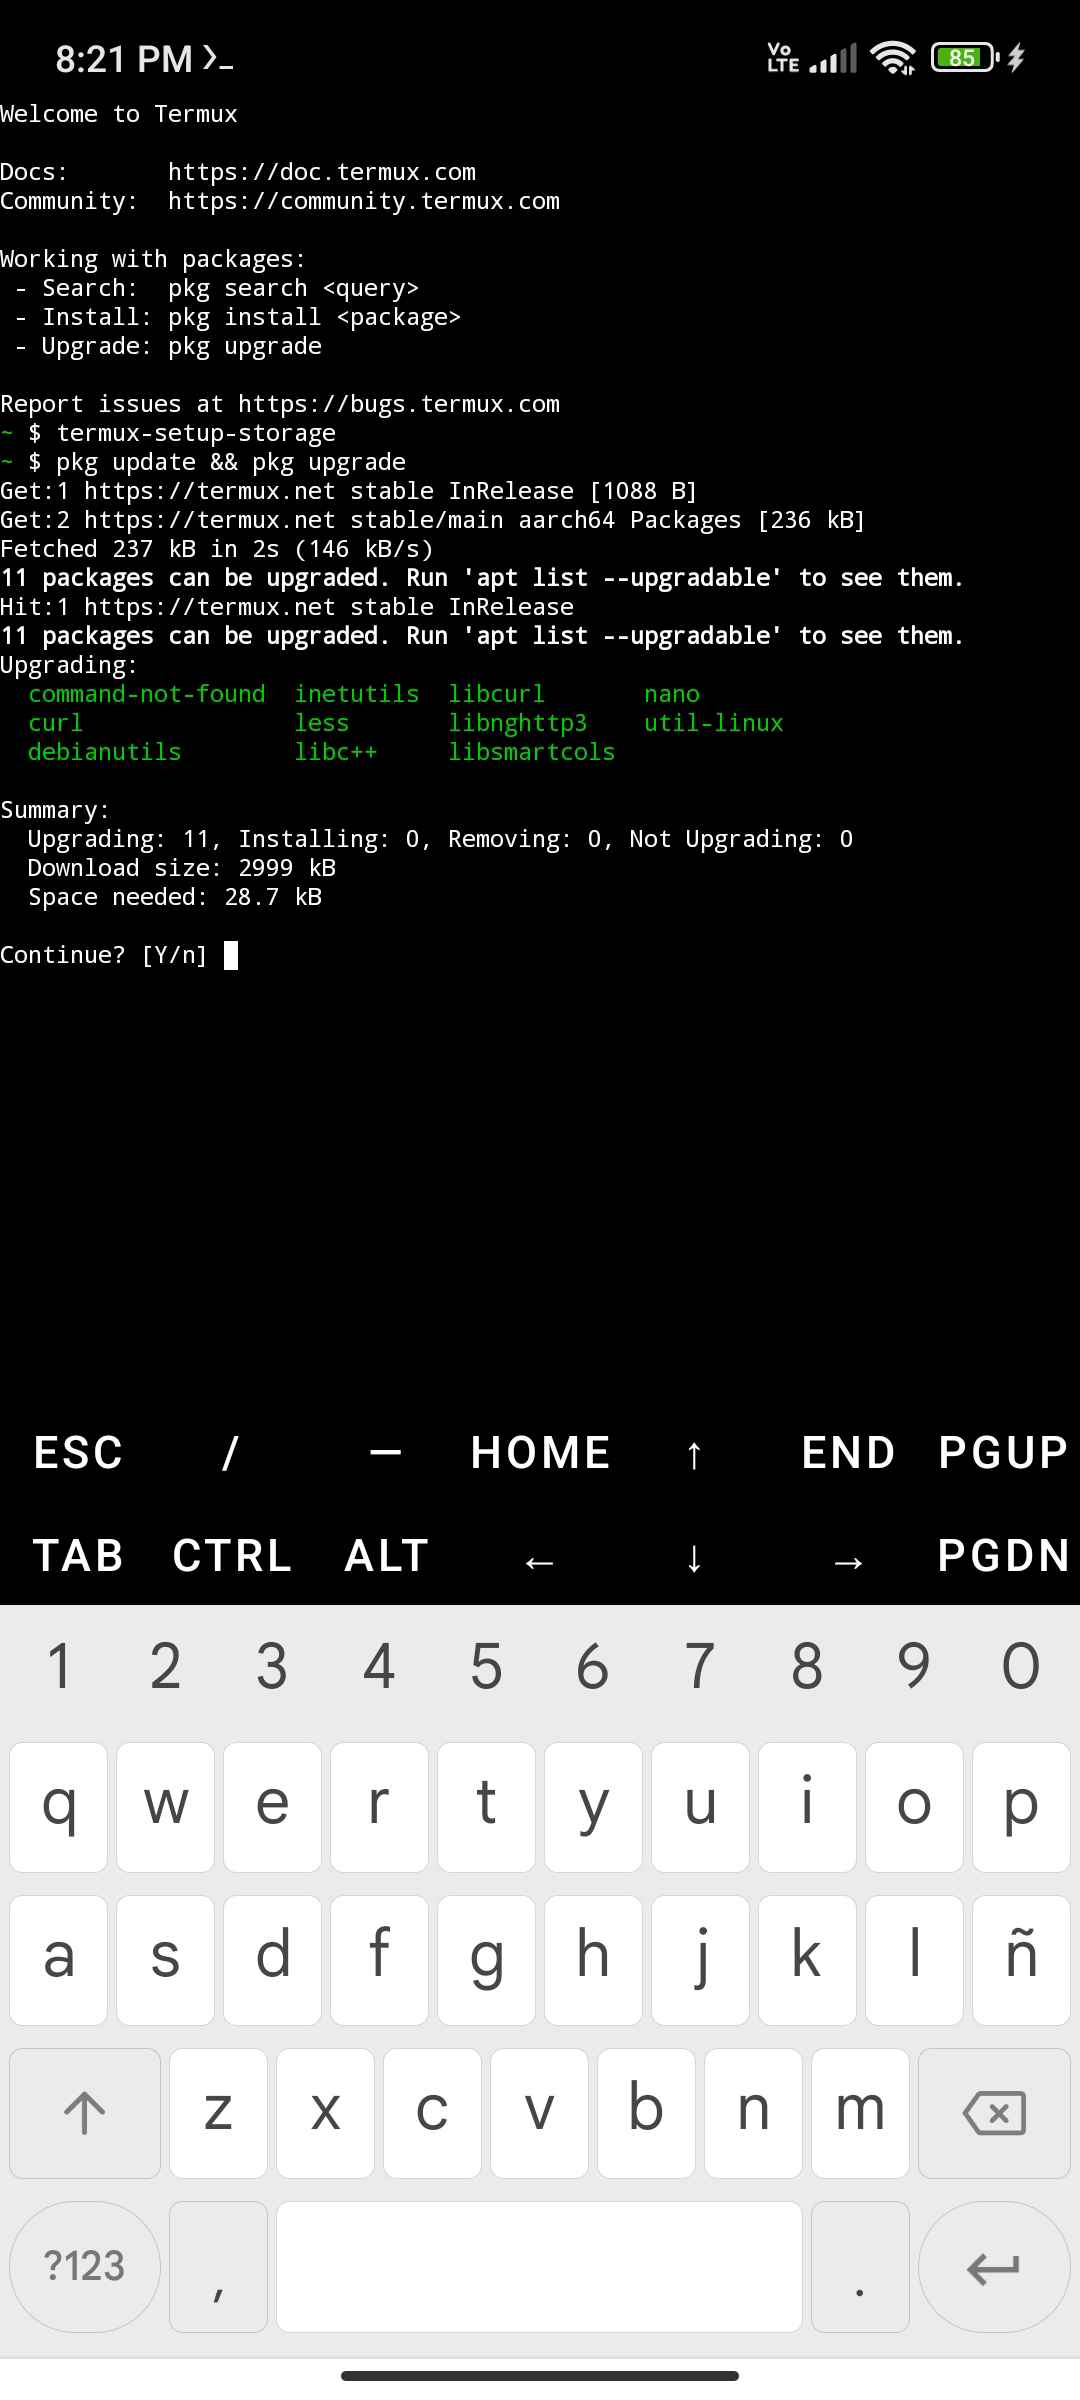 8:21 PM >_ Vo LTE 85
Welcome to Termux
Docs:       https://doc.termux.com
Community:  https://community.termux.com
Working with packages:
 - Search:  pkg search <query>
 - Install: pkg install <package>
 - Upgrade: pkg upgrade
Report issues at https://bugs.termux.com
~ $ termux-setup-storage
~ $ pkg update && pkg upgrade
Get:1 https://termux.net stable InRelease [1088 B]
Get:2 https://termux.net stable/main aarch64 Packages [236 kB]
Fetched 237 kB in 2s (146 kB/s)
11 packages can be upgraded. Run 'apt list --upgradable' to see them.
Hit:1 https://termux.net stable InRelease
11 packages can be upgraded. Run 'apt list --upgradable' to see them.
Upgrading:
  command-not-found  inetutils  libcurl       nano
  curl               less       libnghttp3    util-linux
  debianutils        libc++     libsmartcols
Summary:
  Upgrading: 11, Installing: 0, Removing: 0, Not Upgrading: 0
  Download size: 2999 kB
  Space needed: 28.7 kB
Continue? [Y/n]
ESC / — HOME ↑ END PGUP
TAB CTRL ALT ← ↓ → PGDN
1 2 3 4 5 6 7 8 9 0
q w e r t y u i o p
a s d f g h j k l ñ
z x c v b n m
?123 , .